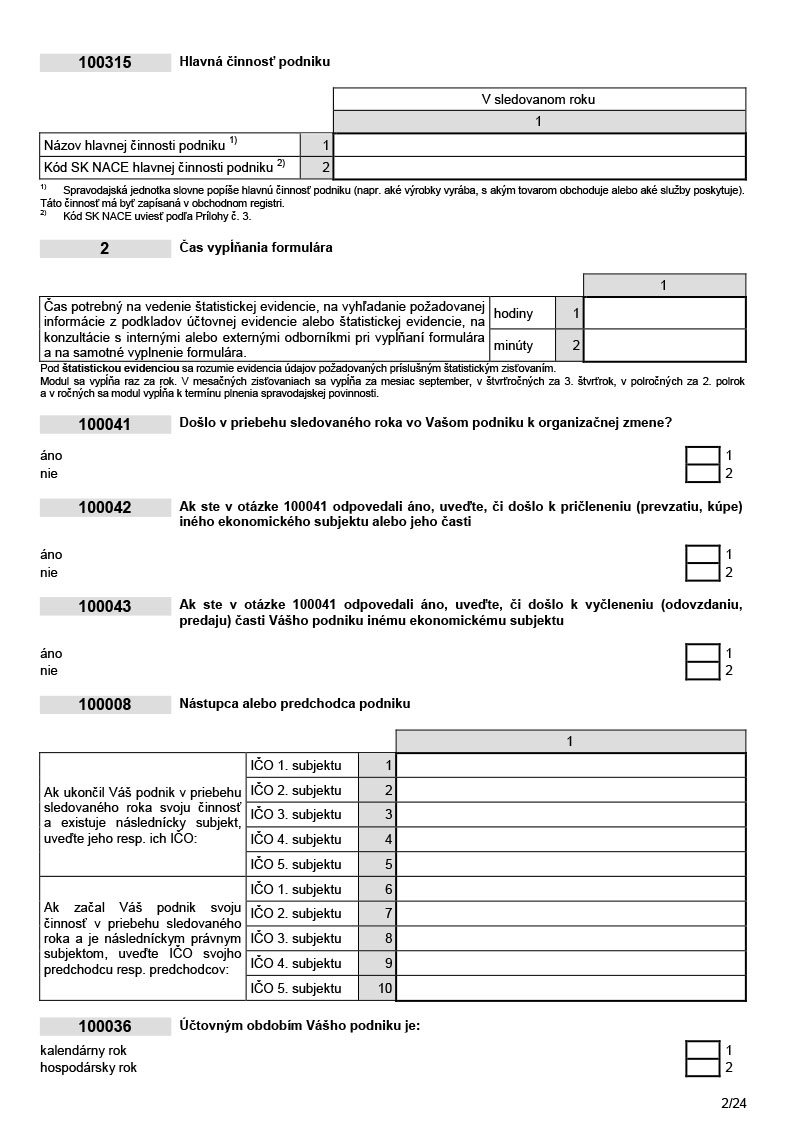 100315 Hlavná činnosť podniku
V sledovanom roku
1
Názov hlavnej činnosti podniku 1) 1
Kód SK NACE hlavnej činnosti podniku 2) 2
1) Spravodajská jednotka slovne popíše hlavnú činnosť podniku (napr. aké výrobky vyrába, s akým tovarom obchoduje alebo aké služby poskytuje).
Táto činnosť má byť zapísaná v obchodnom registri.
2) Kód SK NACE uviesť podľa Prílohy č. 3.
2 Čas vypĺňania formulára
1
Čas potrebný na vedenie štatistickej evidencie, na vyhľadanie požadovanej
informácie z podkladov účtovnej evidencie alebo štatistickej evidencie, na
konzultácie s internými alebo externými odborníkmi pri vypĺňaní formulára
a na samotné vyplnenie formulára.
hodiny 1
minúty 2
Pod štatistickou evidenciou sa rozumie evidencia údajov požadovaných príslušným štatistickým zisťovaním.
Modul sa vypĺňa raz za rok. V mesačných zisťovaniach sa vypĺňa za mesiac september, v štvrťročných za 3. štvrťrok, v polročných za 2. polrok
a v ročných sa modul vypĺňa k termínu plnenia spravodajskej povinnosti.
100041 Došlo v priebehu sledovaného roka vo Vašom podniku k organizačnej zmene?
áno 1
nie 2
100042 Ak ste v otázke 100041 odpovedali áno, uveďte, či došlo k pričleneniu (prevzatiu, kúpe)
iného ekonomického subjektu alebo jeho časti
áno 1
nie 2
100043 Ak ste v otázke 100041 odpovedali áno, uveďte, či došlo k vyčleneniu (odovzdaniu,
predaju) časti Vášho podniku inému ekonomickému subjektu
áno 1
nie 2
100008 Nástupca alebo predchodca podniku
1
Ak ukončil Váš podnik v priebehu
sledovaného roka svoju činnosť
a existuje následnícky subjekt,
uveďte jeho resp. ich IČO:
IČO 1. subjektu 1
IČO 2. subjektu 2
IČO 3. subjektu 3
IČO 4. subjektu 4
IČO 5. subjektu 5
Ak začal Váš podnik svoju
činnosť v priebehu sledovaného
roka a je následníckym právnym
subjektom, uveďte IČO svojho
predchodcu resp. predchodcov:
IČO 1. subjektu 6
IČO 2. subjektu 7
IČO 3. subjektu 8
IČO 4. subjektu 9
IČO 5. subjektu 10
100036 Účtovným obdobím Vášho podniku je:
kalendárny rok 1
hospodársky rok 2
2/24